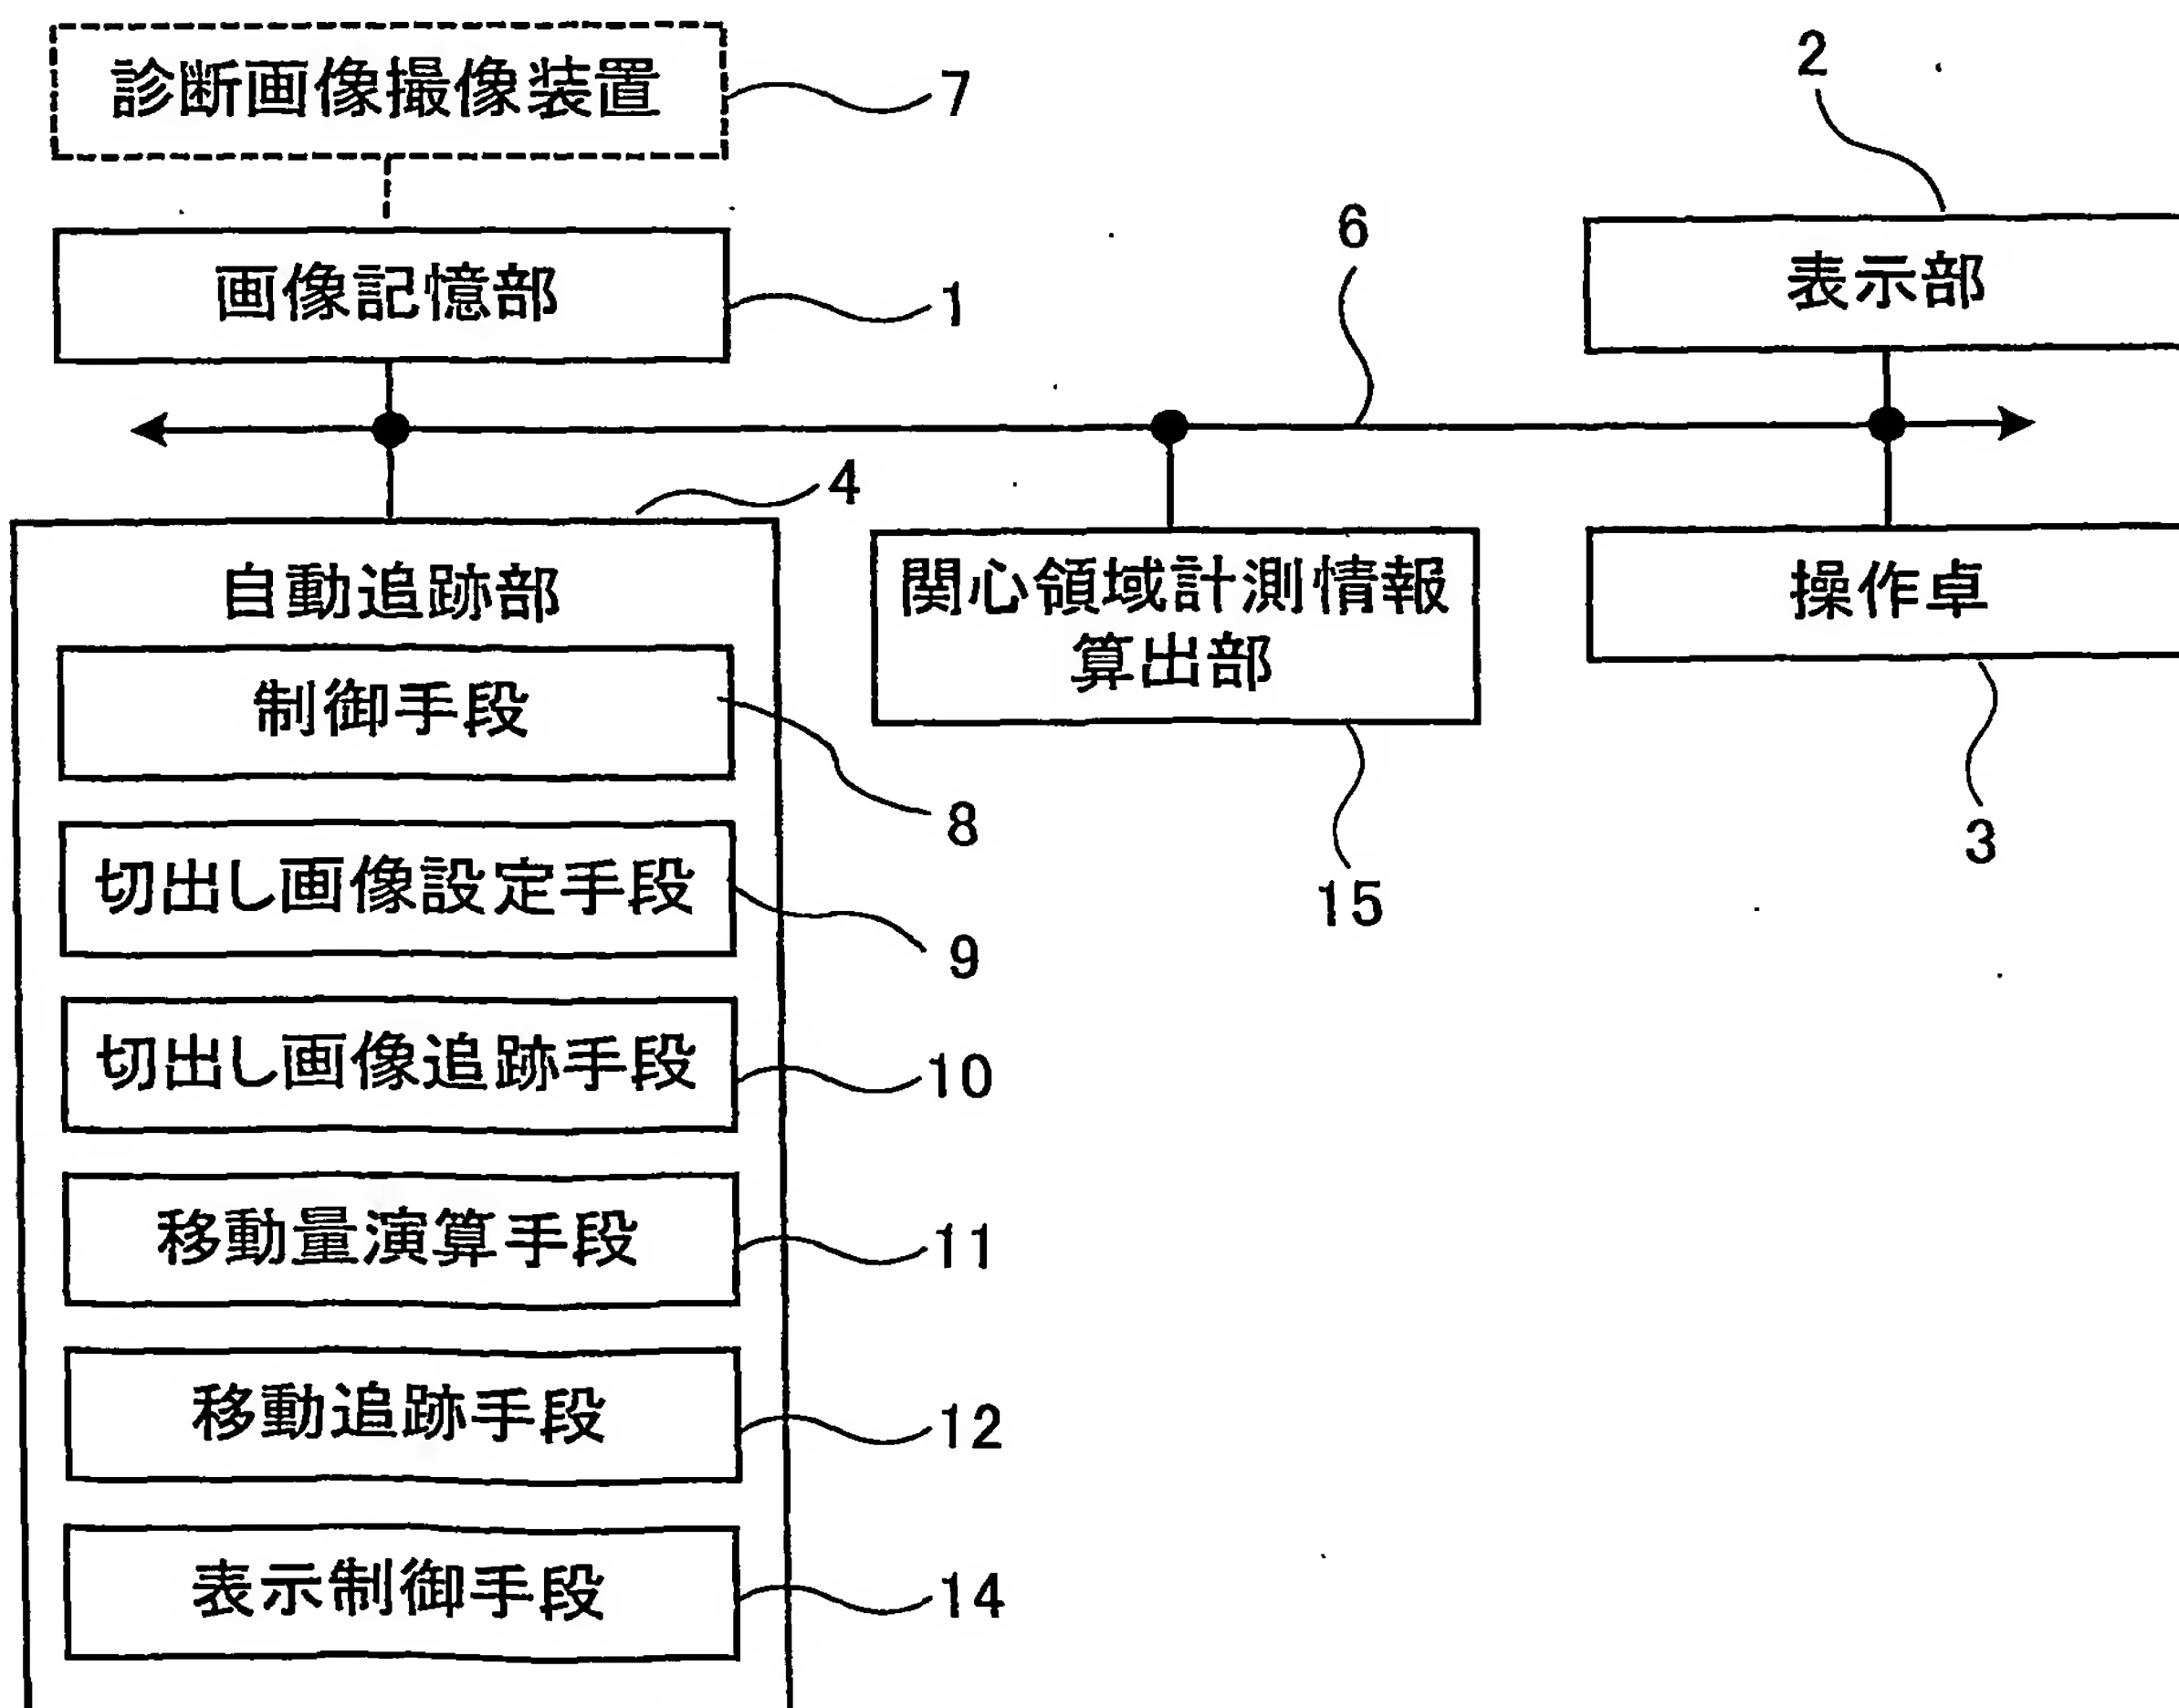 診断画像撮像装置
7
2
画像記憶部
1
6
表示部
4
自動追跡部
関心領域計測情報
算出部
操作卓
制御手段
8
3
切出し画像設定手段
9
15
切出し画像追跡手段
10
移動量演算手段
11
移動追跡手段
12
表示制御手段
14